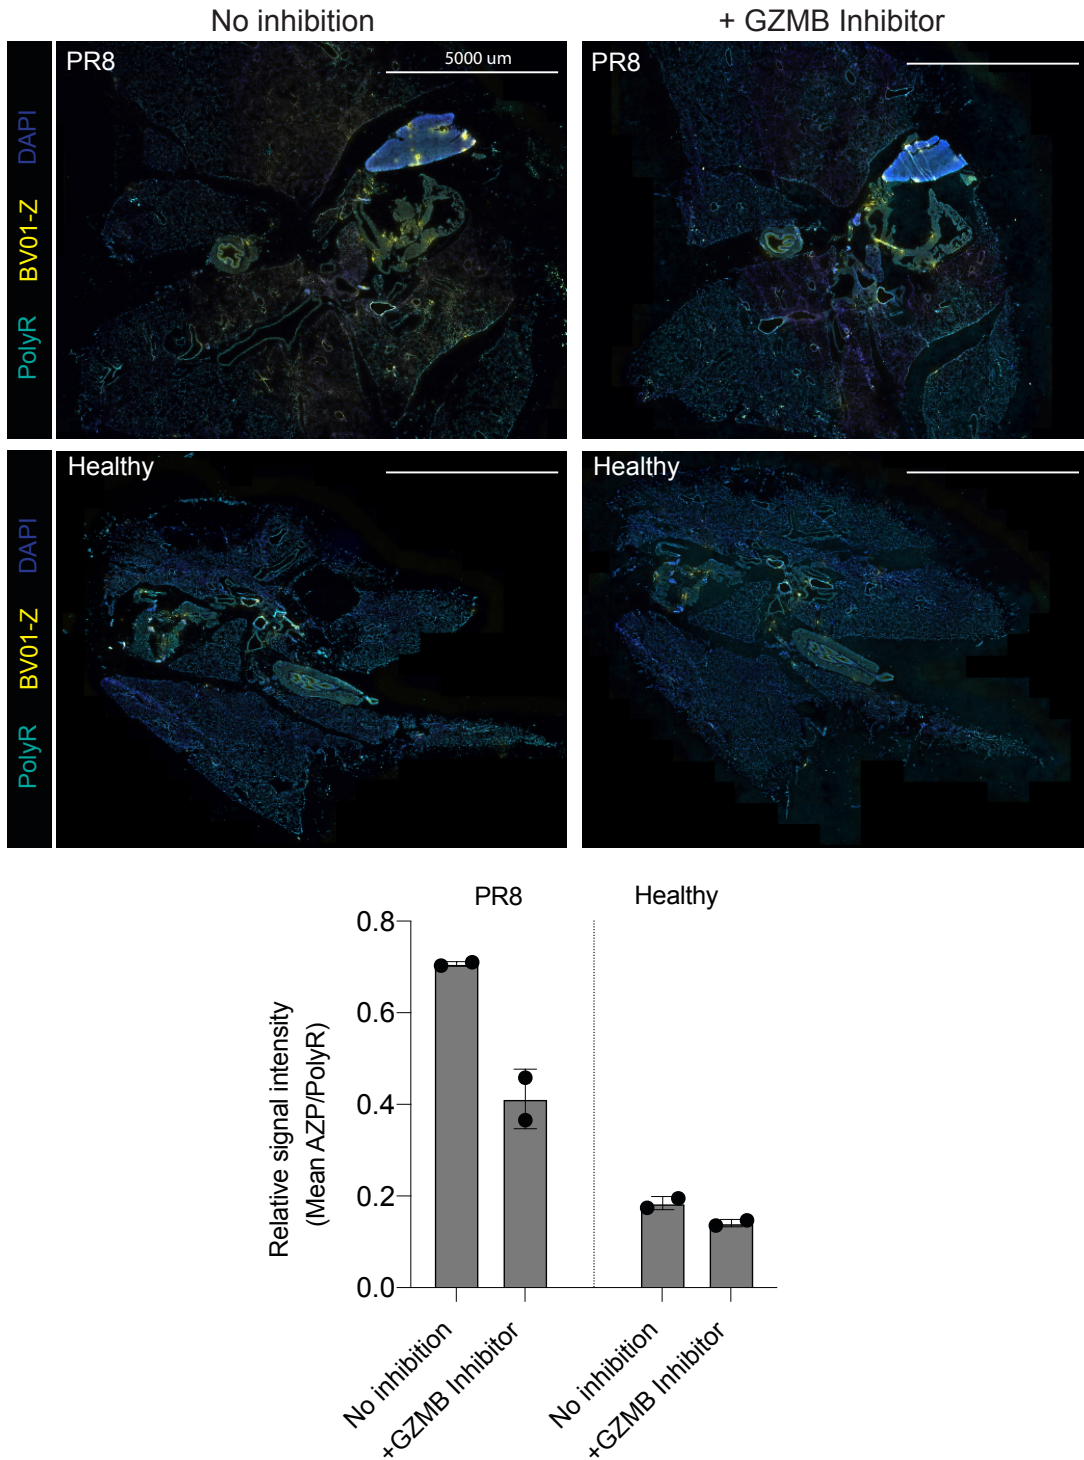 No inhibition
+ GZMB Inhibitor
PolyR BV01-Z DAPI
PR8
5000 um
PR8
PolyR BV01-Z DAPI
Healthy
Healthy
PR8
Healthy
Relative signal intensity
(Mean AZP/PolyR)
0.8
0.6
0.4
0.2
0.0
No inhibition
+GZMB Inhibitor
No inhibition
+GZMB Inhibitor